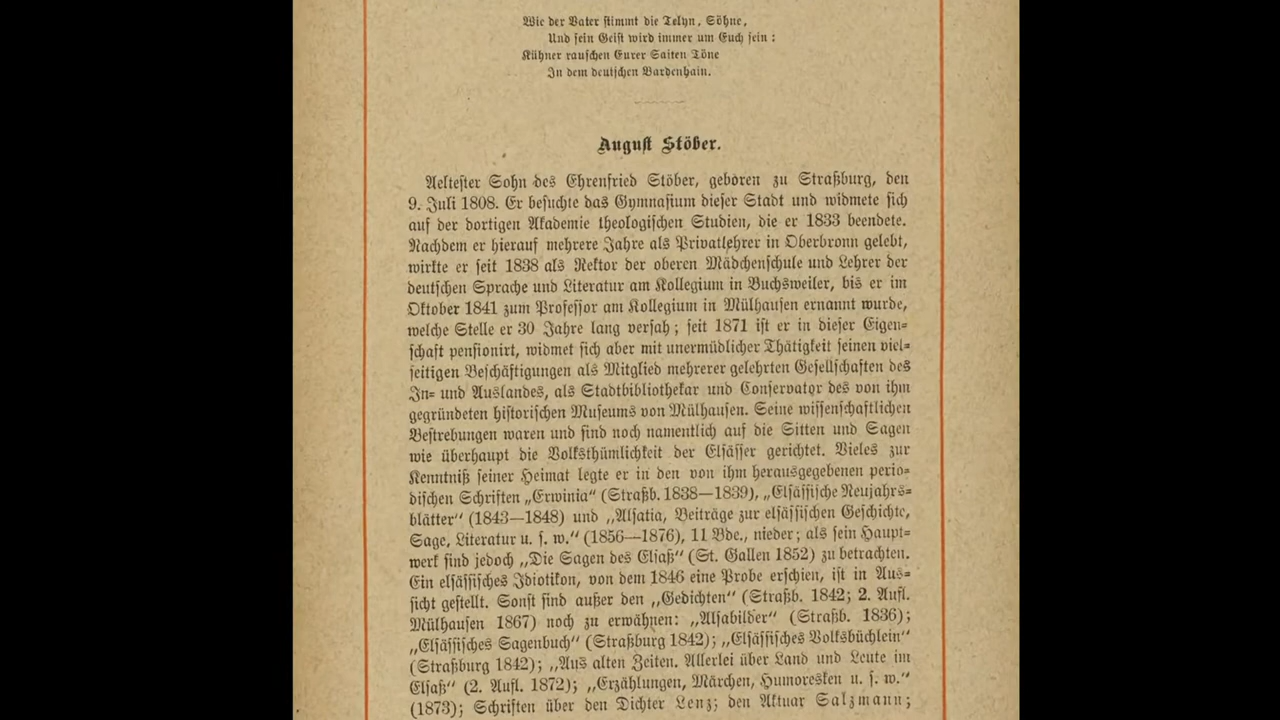 Wie der Vater stimmt die Telyn, Söhne,
Und sein Geist wird immer um Euch sein:
Kühner rauschen Eurer Saiten Töne
In dem deutschen Bardenhain.
August Stöber.
Aeltester Sohn des Ehrenfried Stöber, geboren zu Straßburg, den
9. Juli 1808. Er besuchte das Gymnasium dieser Stadt und widmete sich
auf der dortigen Akademie theologischen Studien, die er 1833 beendete.
Nachdem er hierauf mehrere Jahre als Privatlehrer in Oberbronn gelebt,
wirkte er seit 1838 als Rektor der oberen Mädchenschule und Lehrer der
deutschen Sprache und Literatur am Kollegium in Buchsweiler, bis er im
Oktober 1841 zum Professor am Kollegium in Mülhausen ernannt wurde,
welche Stelle er 30 Jahre lang versah; seit 1871 ist er in dieser Eigen=
schaft pensionirt, widmet sich aber mit unermüdlicher Thätigkeit seinen viel=
seitigen Beschäftigungen als Mitglied mehrerer gelehrten Gesellschaften des
In= und Auslandes, als Stadtbibliothekar und Conservator des von ihm
gegründeten historischen Museums von Mülhausen. Seine wissenschaftlichen
Bestrebungen waren und sind noch namentlich auf die Sitten und Sagen
wie überhaupt die Volksthümlichkeit der Elsässer gerichtet. Vieles zur
Kenntniß seiner Heimat legte er in den von ihm herausgegebenen perio=
dischen Schriften „Erwinia“ (Straßb. 1838—1839), „Elsässische Neujahrs=
blätter“ (1843—1848) und „Alsatia, Beiträge zur elsässischen Geschichte,
Sage, Literatur u. s. w.“ (1856—1876), 11 Bde., nieder; als sein Haupt=
werk sind jedoch „Die Sagen des Elsaß“ (St. Gallen 1852) zu betrachten.
Ein elsässisches Idiotikon, von dem 1846 eine Probe erschien, ist in Aus=
sicht gestellt. Sonst sind außer den „Gedichten“ (Straßb. 1842; 2. Aufl.
Mülhausen 1867) noch zu erwähnen: „Alsabilder“ (Straßb. 1836);
„Elsässisches Sagenbuch“ (Straßburg 1842); „Elsässisches Volksbüchlein“
(Straßburg 1842); „Aus alten Zeiten. Allerlei über Land und Leute im
Elsaß“ (2. Aufl. 1872); „Erzählungen, Märchen, Humoresken u. s. w.“
(1873); Schriften über den Dichter Lenz; den Aktuar Salzmann;